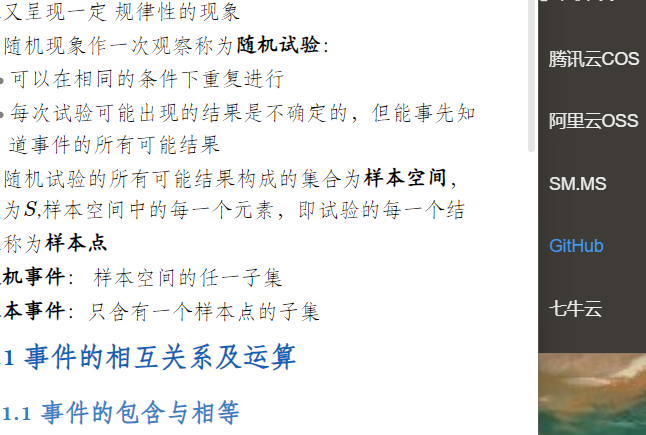 又呈现一定 规律性的现象
随机现象作一次观察称为随机试验：
• 可以在相同的条件下重复进行
• 每次试验可能出现的结果是不确定的，但能事先知
道事件的所有可能结果
随机试验的所有可能结果构成的集合为样本空间，
为S,样本空间中的每一个元素，即试验的每一个结
称为样本点
机事件： 样本空间的任一子集
本事件：只含有一个样本点的子集
.1 事件的相互关系及运算
1.1 事件的包含与相等
腾讯云COS
阿里云OSS
SM.MS
GitHub
七牛云